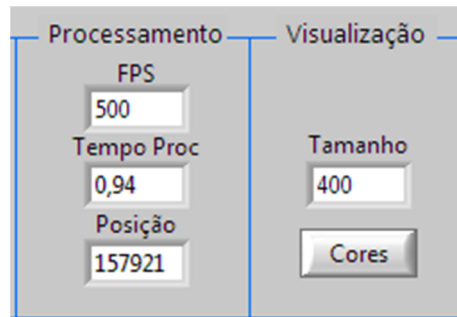 Processamento
FPS
500
Tempo Proc
0,94
Posição
157921
Visualização
Tamanho
400
Cores